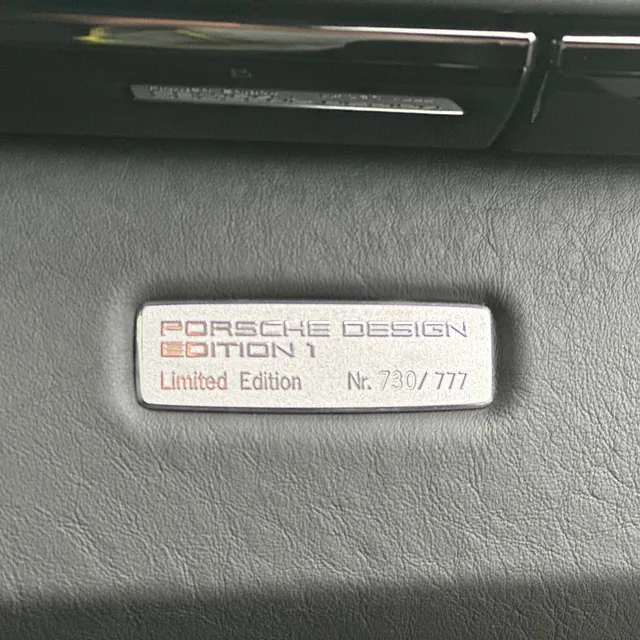 PORSCHE DESIGN
EDITION 1
Limited Edition Nr. 730/777